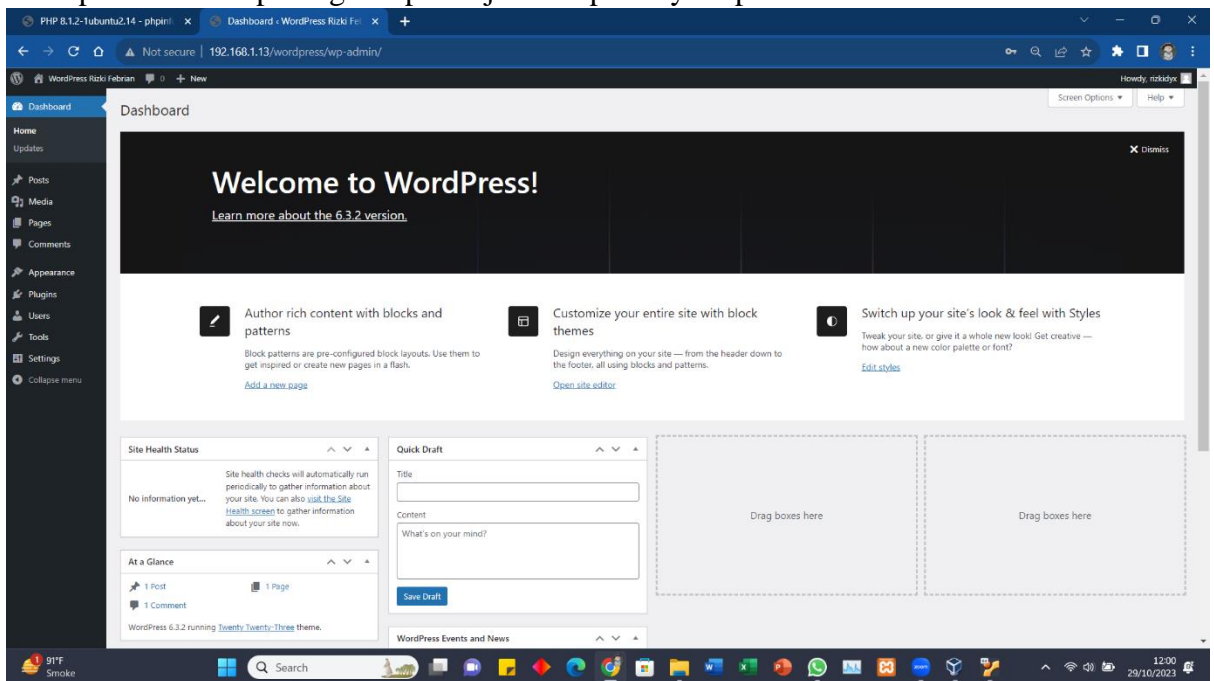 PHP 8.1.2-1ubuntu2.14 - phpinf
Dashboard ‹ WordPress Rizki Fel
Not secure | 192.168.1.13/wordpress/wp-admin/
WordPress Rizki Febrian 0 + New
Howdy, rizkidyx
Dashboard
Home
Updates
Posts
Media
Pages
Comments
Appearance
Plugins
Users
Tools
Settings
Collapse menu
Dashboard
Screen Options
Help
Dismiss
Welcome to WordPress!
Learn more about the 6.3.2 version.
Author rich content with blocks and
patterns
Block patterns are pre-configured block layouts. Use them to
get inspired or create new pages in a flash.
Add a new page
Customize your entire site with block
themes
Design everything on your site — from the header down to
the footer, all using blocks and patterns.
Open site editor
Switch up your site's look & feel with Styles
Tweak your site, or give it a whole new look! Get creative —
how about a new color palette or font?
Edit styles
Site Health Status
No information yet...
Site health checks will automatically run
periodically to gather information about
your site. You can also visit the Site
Health screen to gather information
about your site now.
At a Glance
1 Post
1 Page
1 Comment
WordPress 6.3.2 running Twenty Twenty-Three theme.
Quick Draft
Title
Content
What's on your mind?
Save Draft
WordPress Events and News
Drag boxes here
Drag boxes here
91°F
Smoke
Search
12:00
29/10/2023